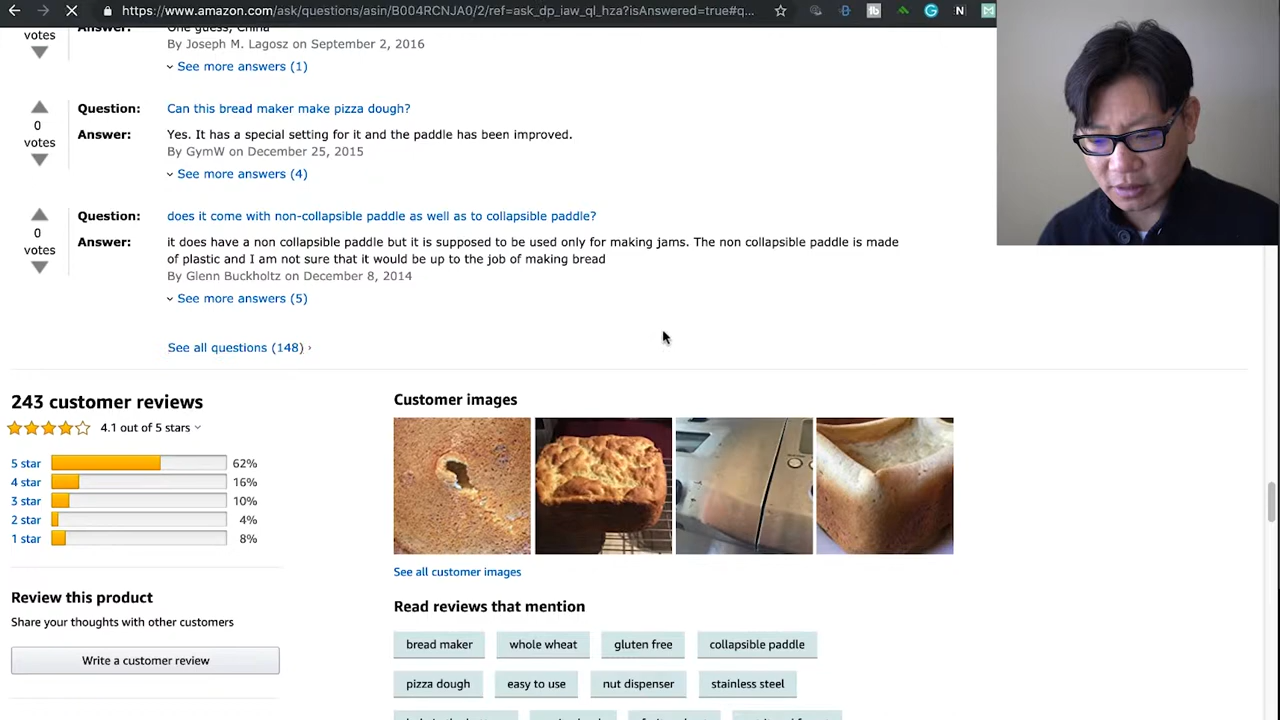 https://www.amazon.com/ask/questions/asin/B004RCNJA0/2/ref=ask_dp_iaw_ql_hza?isAnswered=true#q...
votes
Answer: One guess, China
By Joseph M. Lagosz on September 2, 2016
See more answers (1)
0
votes
Question: Can this bread maker make pizza dough?
Answer: Yes. It has a special setting for it and the paddle has been improved.
By GymW on December 25, 2015
See more answers (4)
0
votes
Question: does it come with non-collapsible paddle as well as to collapsible paddle?
Answer: it does have a non collapsible paddle but it is supposed to be used only for making jams. The non collapsible paddle is made
of plastic and I am not sure that it would be up to the job of making bread
By Glenn Buckholtz on December 8, 2014
See more answers (5)
See all questions (148) ›
243 customer reviews
4.1 out of 5 stars
5 star 62%
4 star 16%
3 star 10%
2 star 4%
1 star 8%
Review this product
Share your thoughts with other customers
Write a customer review
Customer images
See all customer images
Read reviews that mention
bread maker whole wheat gluten free collapsible paddle
pizza dough easy to use nut dispenser stainless steel